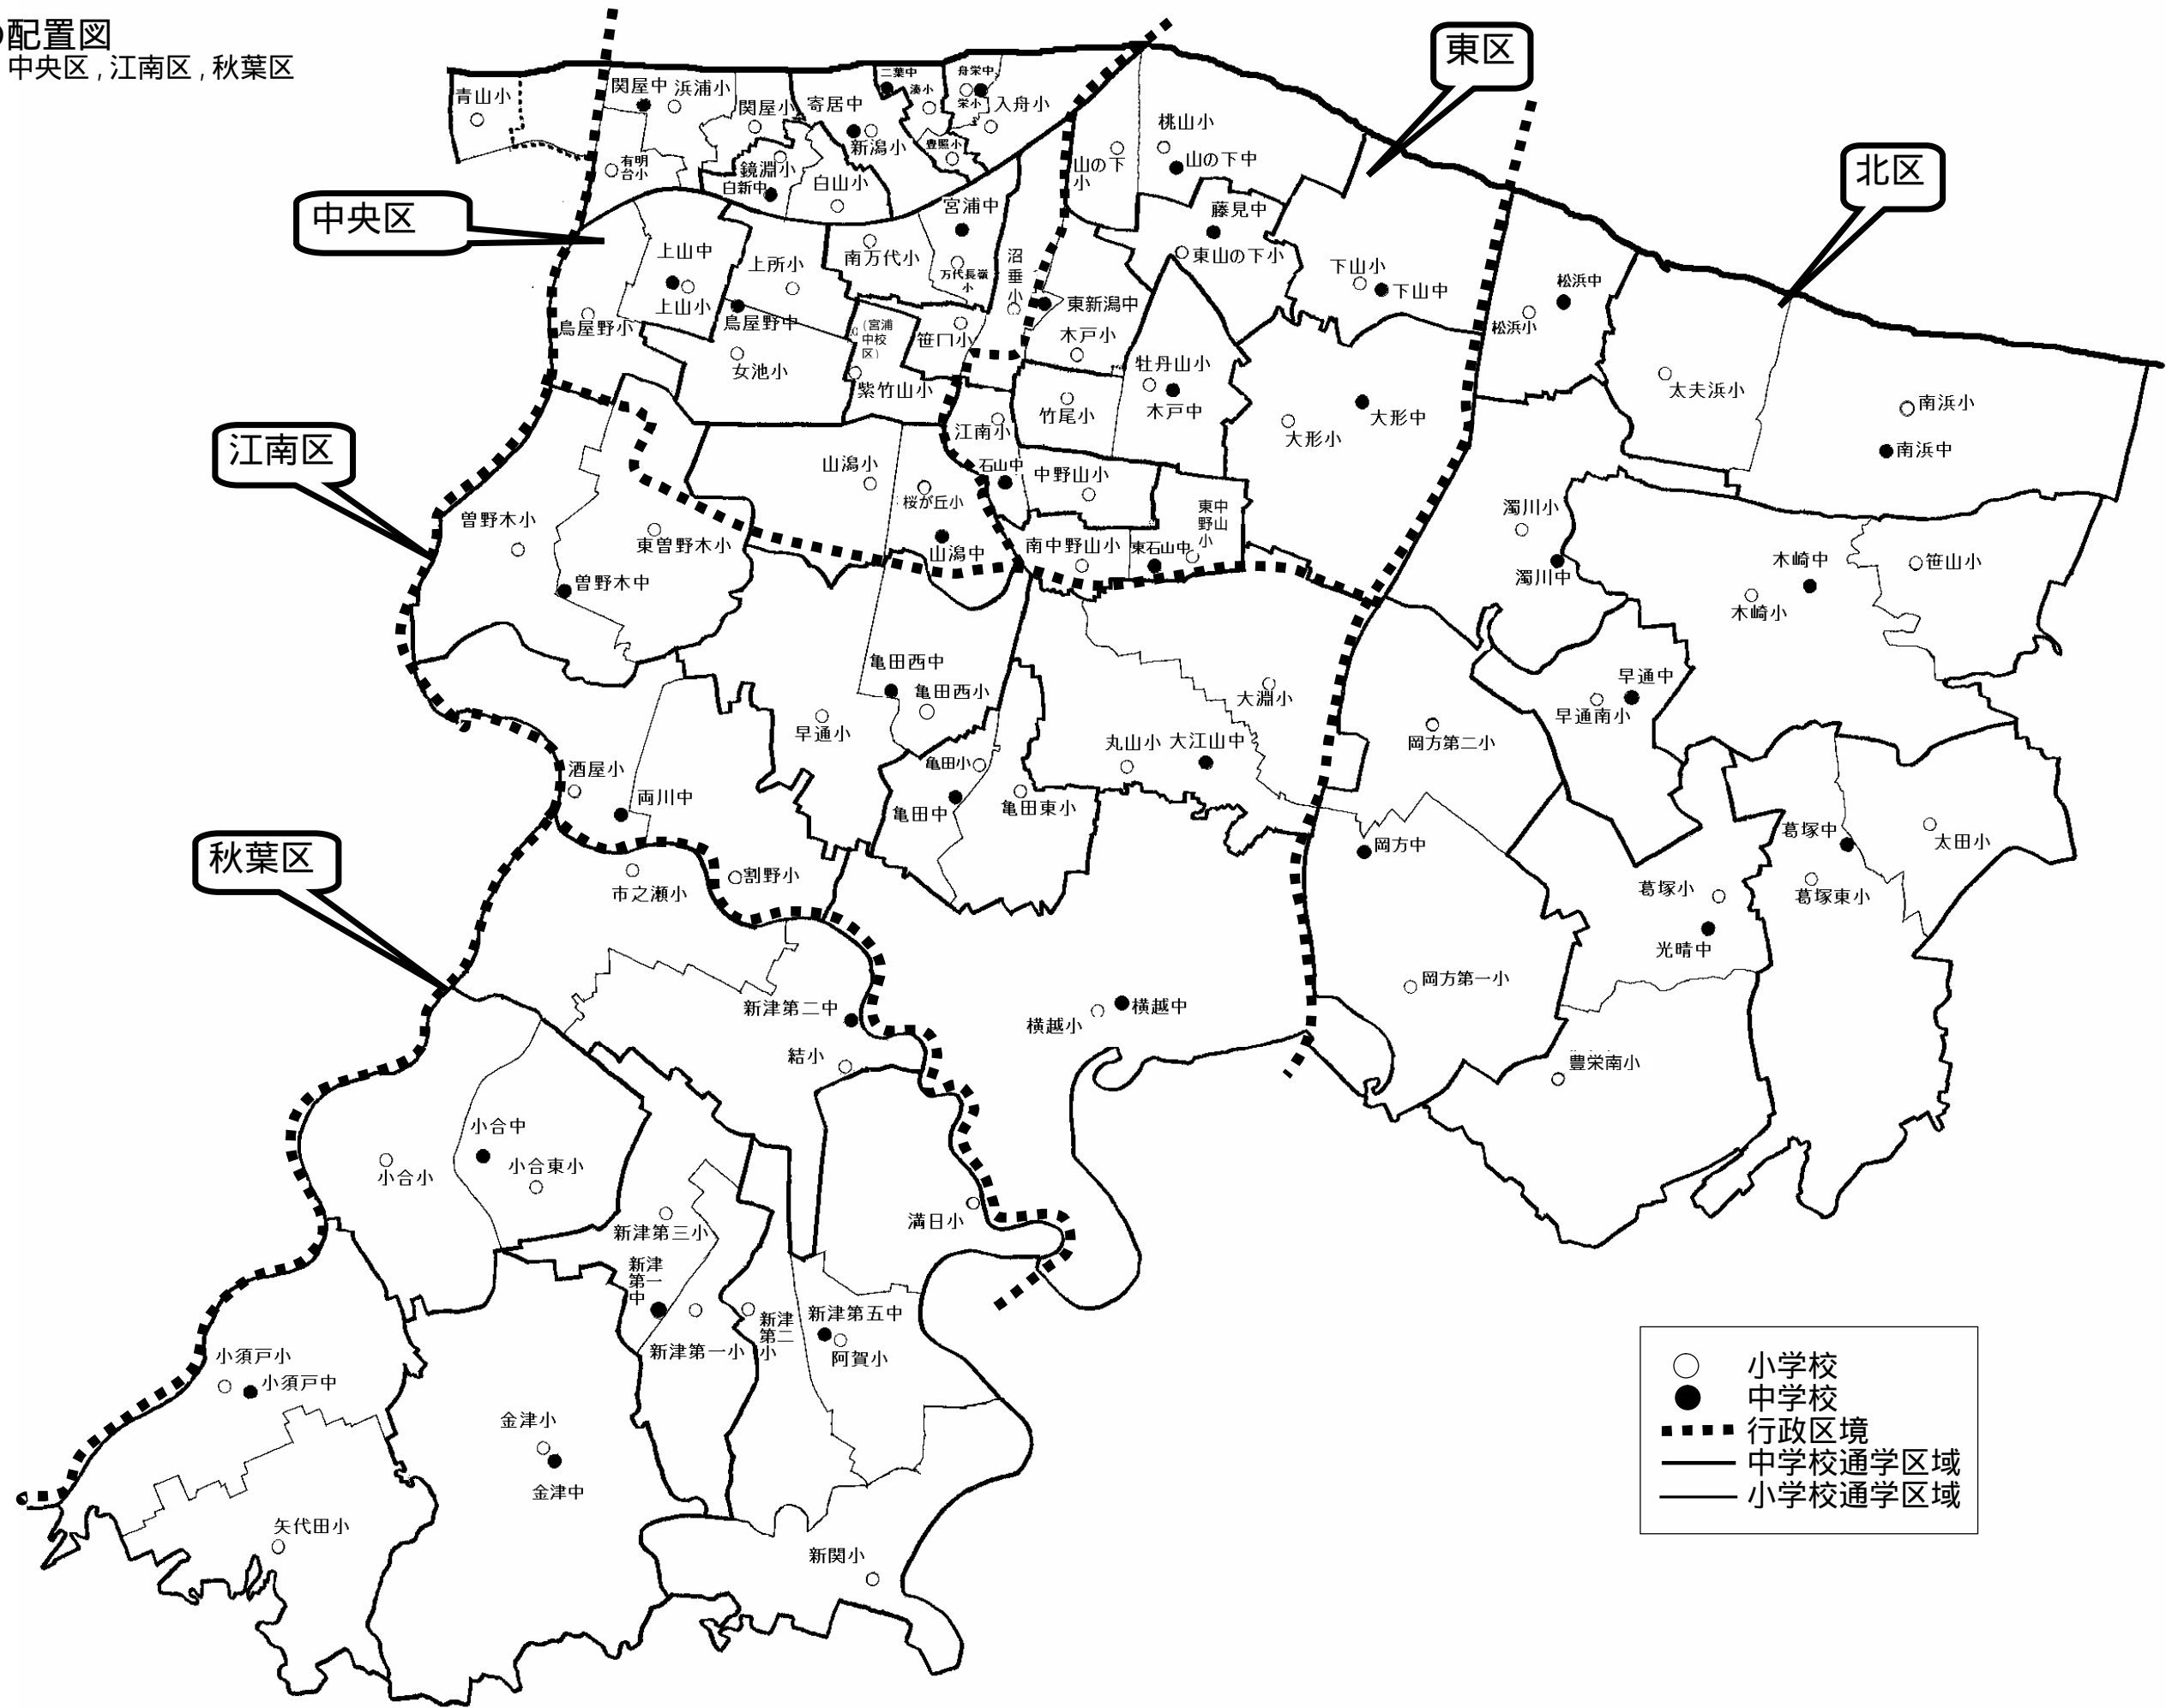 配置図
中央区，江南区，秋葉区
東区
北区
中央区
江南区
秋葉区
青山小
関屋中
浜浦小
関屋小
寄居中
新潟小
二葉中
湊小
舟栄中
栄小
入舟小
豊照小
有明
台小
鏡淵小
白新中
白山小
宮浦中
南万代小
万代長嶺
小
沼
垂
小
山の下
小
桃山小
山の下中
藤見中
東山の下小
下山小
下山中
松浜中
松浜小
太夫浜小
南浜小
南浜中
上山中
上山小
上所小
鳥屋野小
鳥屋野中
女池小
（宮浦
中校
区）
笹口小
紫竹山小
東新潟中
木戸小
牡丹山小
木戸中
竹尾小
江南小
大形小
大形中
山潟小
桜が丘小
山潟中
石山中
中野山小
南中野山小
東石山中
東中
野山
小
濁川小
濁川中
木崎中
木崎小
笹山小
曽野木小
東曽野木小
曽野木中
早通中
早通南小
亀田西中
亀田西小
早通小
大淵小
丸山小
大江山中
岡方第二小
亀田小
亀田中
亀田東小
酒屋小
両川中
岡方中
葛塚中
太田小
葛塚小
葛塚東小
光晴中
市之瀬小
割野小
岡方第一小
新津第二中
結小
横越小
横越中
豊栄南小
小合中
小合小
小合東小
満日小
新津第三小
新津
第一
中
新津第一小
新津
第二
小
新津第五中
阿賀小
小須戸小
小須戸中
金津小
金津中
矢代田小
新関小
小学校
中学校
行政区境
中学校通学区域
小学校通学区域